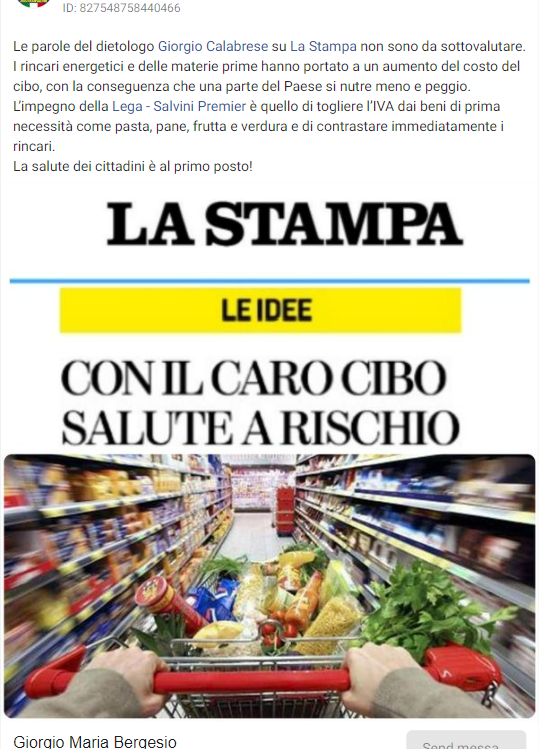 ID: 827548758440466
Le parole del dietologo Giorgio Calabrese su La Stampa non sono da sottovalutare.
I rincari energetici e delle materie prime hanno portato a un aumento del costo del
cibo, con la conseguenza che una parte del Paese si nutre meno e peggio.
L’impegno della Lega - Salvini Premier è quello di togliere l’IVA dai beni di prima
necessità come pasta, pane, frutta e verdura e di contrastare immediatamente i
rincari.
La salute dei cittadini è al primo posto!
LA STAMPA
LE IDEE
CON IL CARO CIBO
SALUTE A RISCHIO
Giorgio Maria Bergesio
Send messa...